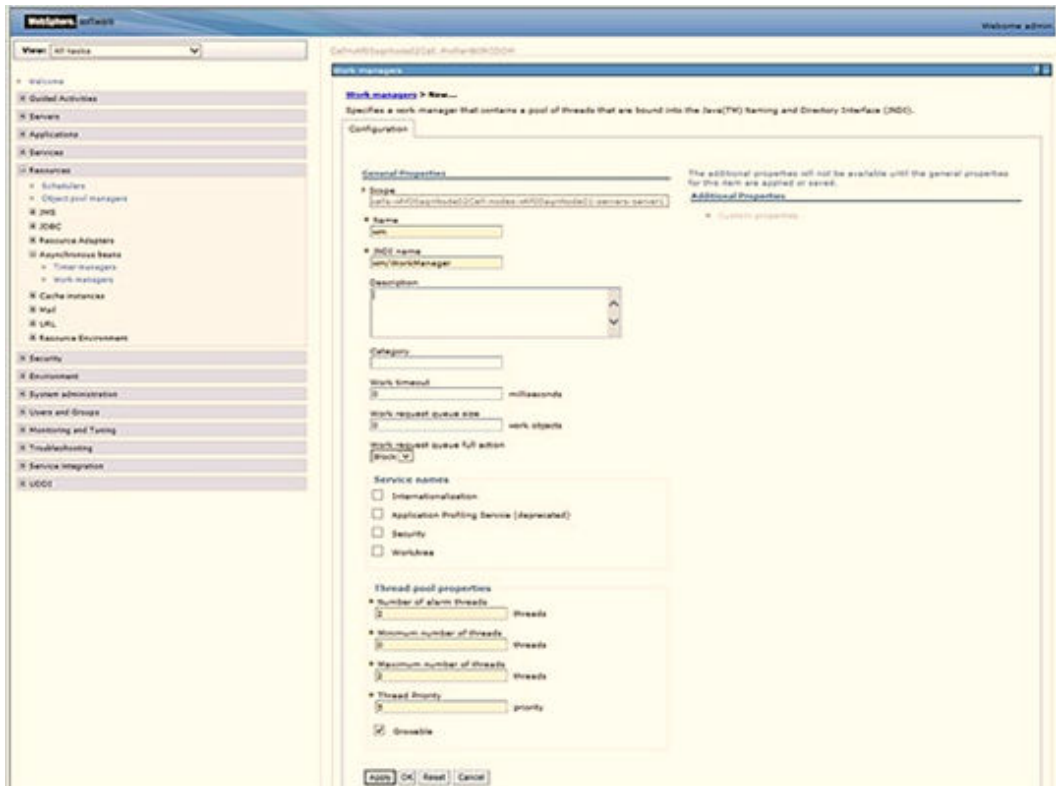 WebSphere. software
Welcome admin
View: All tasks
Work managers
Welcome
Guided Activities
Servers
Applications
Services
Resources
Schedulers
Object pool managers
JMS
JDBC
Resource Adapters
Asynchronous beans
Timer managers
Work managers
Cache instances
Mail
URL
Resource Environment
Security
Environment
System administration
Users and Groups
Monitoring and Tuning
Troubleshooting
Service integration
UDDI
Work managers > New...
Specifies a work manager that contains a pool of threads that are bound into the Java(TM) Naming and Directory Interface (JNDI).
Configuration
General Properties
* Scope
* Name
wm
* JNDI name
wm/WorkManager
Description
Category
Work timeout
0 milliseconds
Work request queue size
0 work objects
Work request queue full action
Block
Service names
Internationalization
Application Profiling Service (deprecated)
Security
WorkArea
Thread pool properties
* Number of alarm threads
2 threads
* Minimum number of threads
0 threads
* Maximum number of threads
2 threads
* Thread Priority
5 priority
Growable
Apply OK Reset Cancel
The additional properties will not be available until the general properties
for this item are applied or saved.
Additional Properties
Custom properties